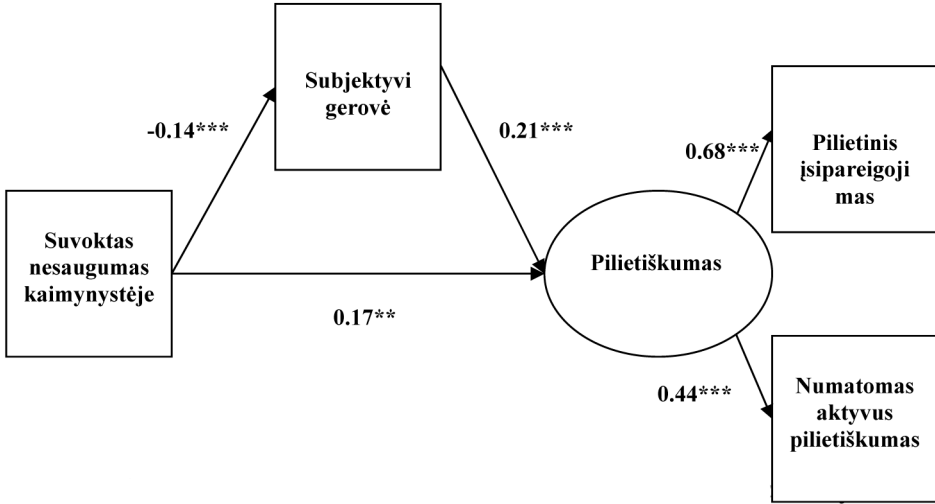 Subjektyvi
gerovė
-0.14***
0.21***
Pilietinis
įsipareigoji
mas
0.68***
Suvoktas
nesaugumas
kaimynystėje
Pilietiškumas
0.17**
0.44***
Numatomas
aktyvus
pilietiškumas